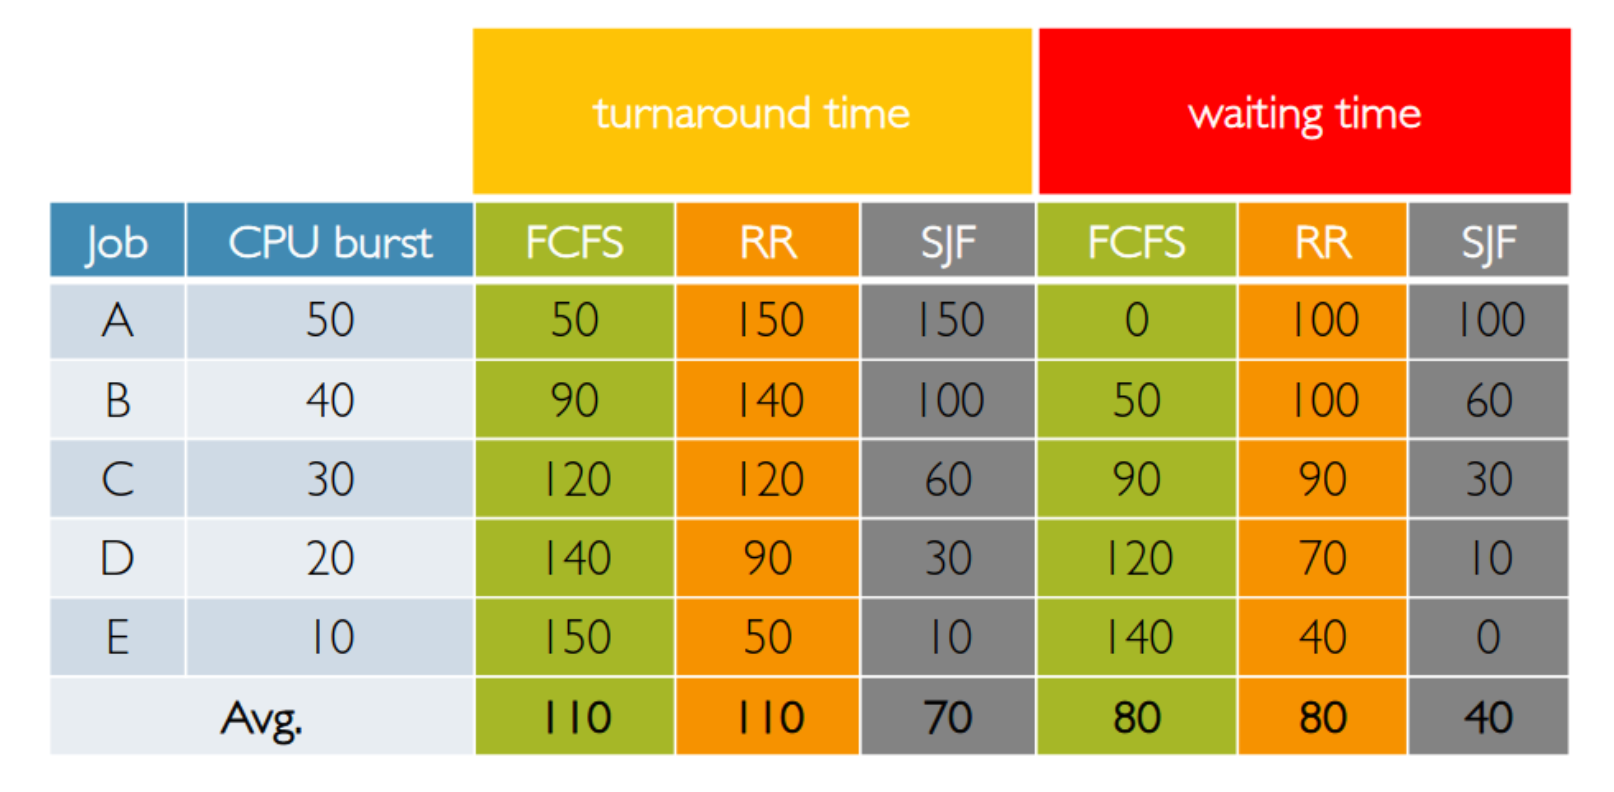 turnaround time waiting time
Job CPU burst FCFS RR SJF FCFS RR SJF
A 50 50 150 150 0 100 100
B 40 90 140 100 50 100 60
C 30 120 120 60 90 90 30
D 20 140 90 30 120 70 10
E 10 150 50 10 140 40 0
Avg. 110 110 70 80 80 40